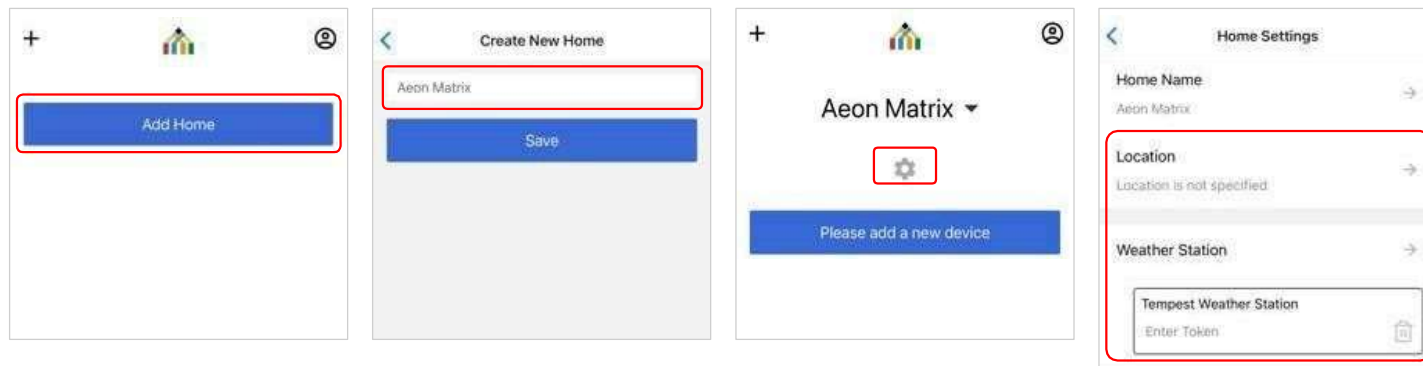 Add Home
Create New Home
Aeon Matrix
Save
Aeon Matrix
Please add a new device
Home Settings
Home Name
Aeon Matrix
Location
Location is not specified
Weather Station
Tempest Weather Station
Enter Token